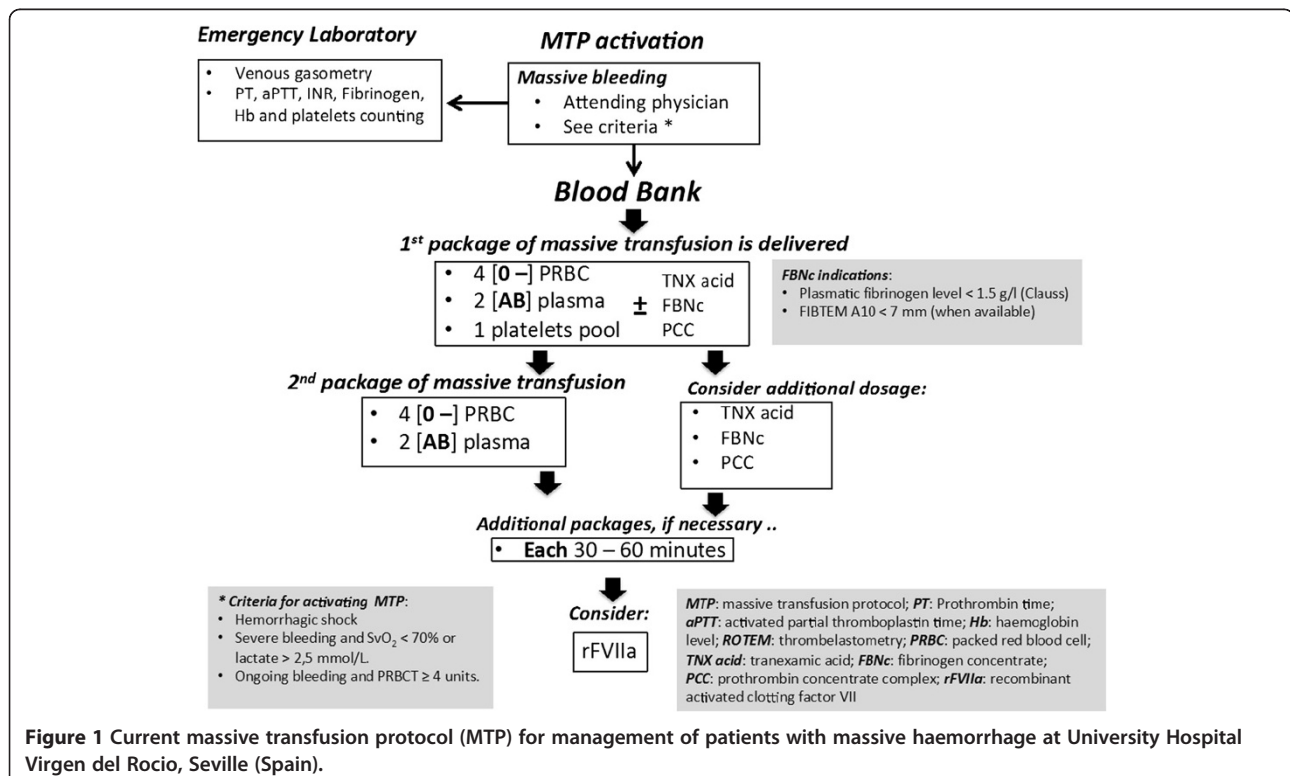 Emergency Laboratory
• Venous gasometry
• PT, aPTT, INR, Fibrinogen,
Hb and platelets counting
MTP activation
Massive bleeding
• Attending physician
• See criteria *
Blood Bank
1st package of massive transfusion is delivered
• 4 [0 –] PRBC
• 2 [AB] plasma
• 1 platelets pool
±
TNX acid
FBNc
PCC
FBNc indications:
• Plasmatic fibrinogen level < 1.5 g/l (Clauss)
• FIBTEM A10 < 7 mm (when available)
2nd package of massive transfusion
• 4 [0 –] PRBC
• 2 [AB] plasma
Consider additional dosage:
• TNX acid
• FBNc
• PCC
Additional packages, if necessary ..
• Each 30 – 60 minutes
* Criteria for activating MTP:
• Hemorrhagic shock
• Severe bleeding and SvO2 < 70% or
lactate > 2,5 mmol/L.
• Ongoing bleeding and PRBCT ≥ 4 units.
Consider:
rFVIIa
MTP: massive transfusion protocol; PT: Prothrombin time;
aPTT: activated partial thromboplastin time; Hb: haemoglobin
level; ROTEM: thrombelastometry; PRBC: packed red blood cell;
TNX acid: tranexamic acid; FBNc: fibrinogen concentrate;
PCC: prothrombin concentrate complex; rFVIIa: recombinant
activated clotting factor VII
Figure 1 Current massive transfusion protocol (MTP) for management of patients with massive haemorrhage at University Hospital
Virgen del Rocio, Seville (Spain).